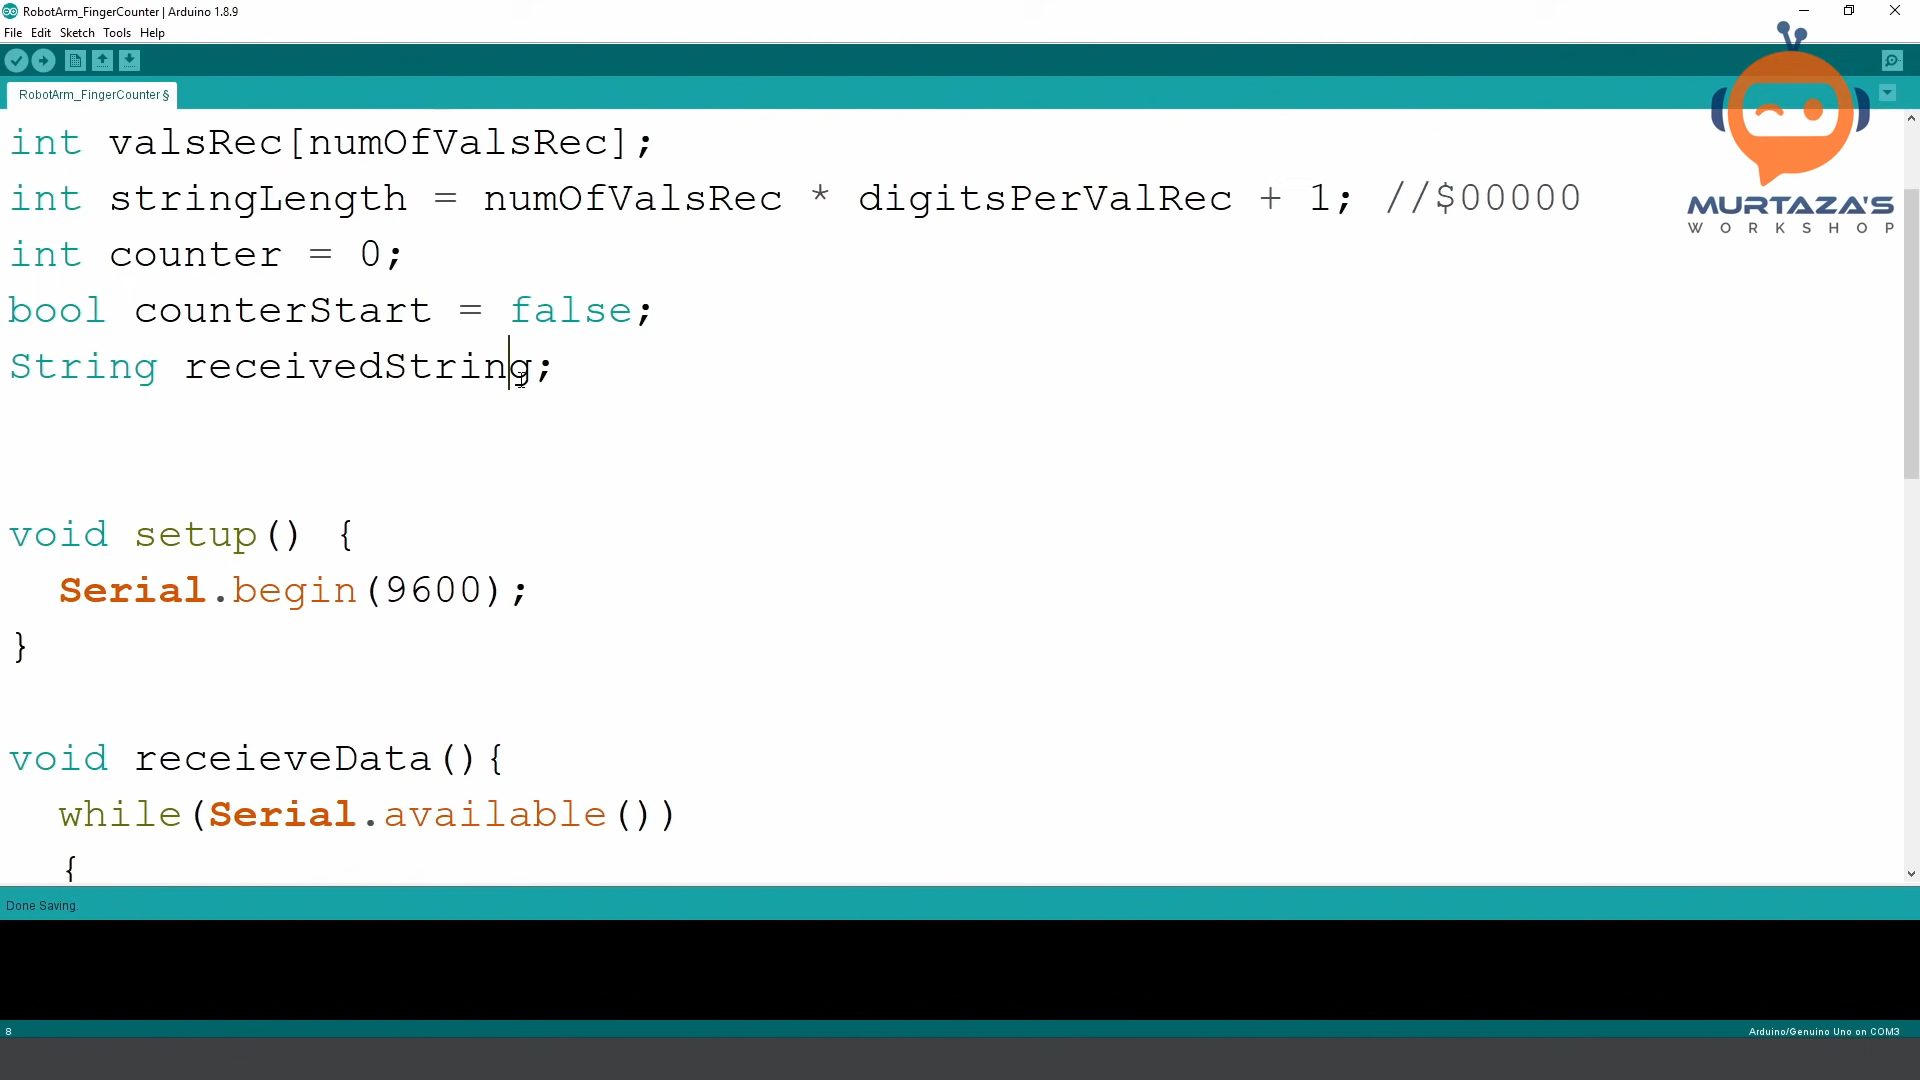 RobotArm_FingerCounter | Arduino 1.8.9
File Edit Sketch Tools Help
RobotArm_FingerCounter §
int valsRec[numOfValsRec];
int stringLength = numOfValsRec * digitsPerValRec + 1; //$00000
int counter = 0;
bool counterStart = false;
String receivedString;
void setup() {
Serial.begin(9600);
}
void receieveData(){
while(Serial.available())
{
MURTAZA'S
WORKSHOP
Done Saving.
8
Arduino/Genuino Uno on COM3